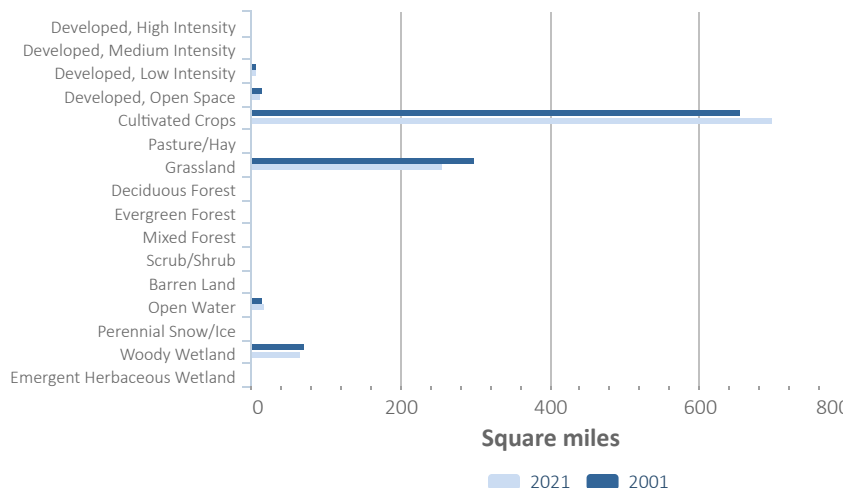 Developed, High Intensity
Developed, Medium Intensity
Developed, Low Intensity
Developed, Open Space
Cultivated Crops
Pasture/Hay
Grassland
Deciduous Forest
Evergreen Forest
Mixed Forest
Scrub/Shrub
Barren Land
Open Water
Perennial Snow/Ice
Woody Wetland
Emergent Herbaceous Wetland
0 200 400 600 800
Square miles
2021 2001